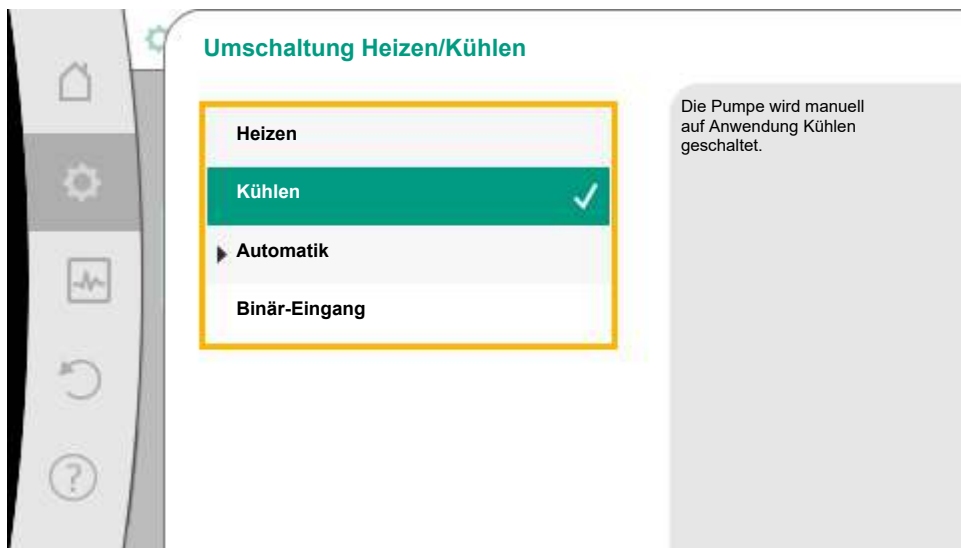 Umschaltung Heizen/Kühlen
Heizen
Kühlen
Automatik
Binär-Eingang
Die Pumpe wird manuell
auf Anwendung Kühlen
geschaltet.
?